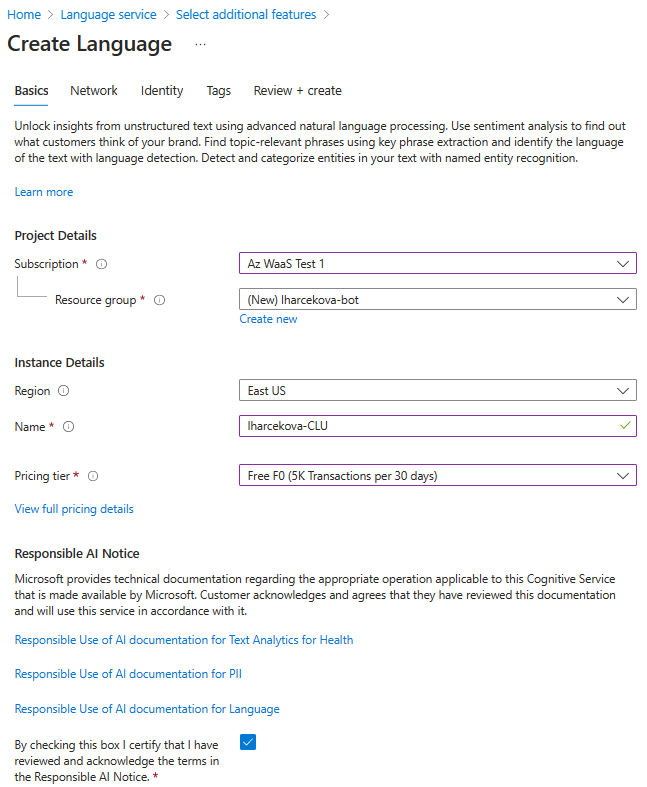 Home > Language service > Select additional features >
Create Language ...
Basics Network Identity Tags Review + create
Unlock insights from unstructured text using advanced natural language processing. Use sentiment analysis to find out
what customers think of your brand. Find topic-relevant phrases using key phrase extraction and identify the language
of the text with language detection. Detect and categorize entities in your text with named entity recognition.
Learn more
Project Details
Subscription * Az WaaS Test 1
Resource group * (New) lharcekova-bot
Create new
Instance Details
Region East US
Name * lharcekova-CLU
Pricing tier * Free F0 (5K Transactions per 30 days)
View full pricing details
Responsible AI Notice
Microsoft provides technical documentation regarding the appropriate operation applicable to this Cognitive Service
that is made available by Microsoft. Customer acknowledges and agrees that they have reviewed this documentation
and will use this service in accordance with it.
Responsible Use of AI documentation for Text Analytics for Health
Responsible Use of AI documentation for PII
Responsible Use of AI documentation for Language
By checking this box I certify that I have
reviewed and acknowledge the terms in
the Responsible AI Notice. *